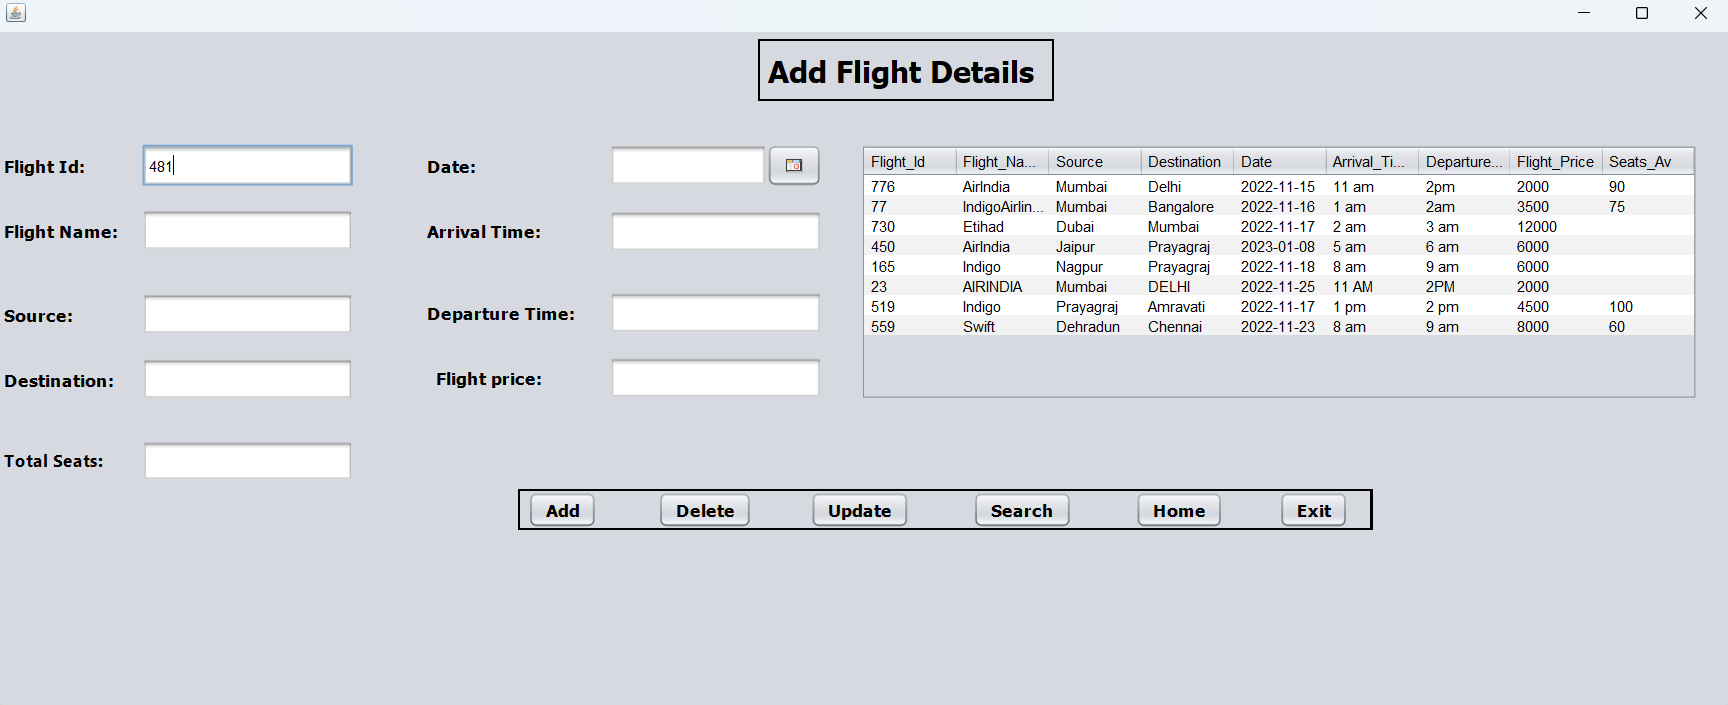 Add Flight Details
Flight Id: 481
Date:
Flight Name:
Arrival Time:
Source:
Departure Time:
Destination:
Flight price:
Total Seats:
Flight_Id Flight_Na... Source Destination Date Arrival_Ti... Departure... Flight_Price Seats_Av
776 AirIndia Mumbai Delhi 2022-11-15 11 am 2pm 2000 90
77 IndigoAirlin... Mumbai Bangalore 2022-11-16 1 am 2am 3500 75
730 Etihad Dubai Mumbai 2022-11-17 2 am 3 am 12000
450 AirIndia Jaipur Prayagraj 2023-01-08 5 am 6 am 6000
165 Indigo Nagpur Prayagraj 2022-11-18 8 am 9 am 6000
23 AIRINDIA Mumbai DELHI 2022-11-25 11 AM 2PM 2000
519 Indigo Prayagraj Amravati 2022-11-17 1 pm 2 pm 4500 100
559 Swift Dehradun Chennai 2022-11-23 8 am 9 am 8000 60
Add Delete Update Search Home Exit